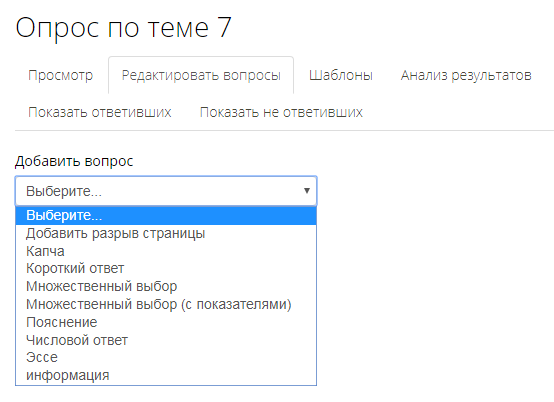 Опрос по теме 7
Просмотр Редактировать вопросы Шаблоны Анализ результатов
Показать ответивших Показать не ответивших
Добавить вопрос
Выберите...
Выберите...
Добавить разрыв страницы
Капча
Короткий ответ
Множественный выбор
Множественный выбор (с показателями)
Пояснение
Числовой ответ
Эссе
информация